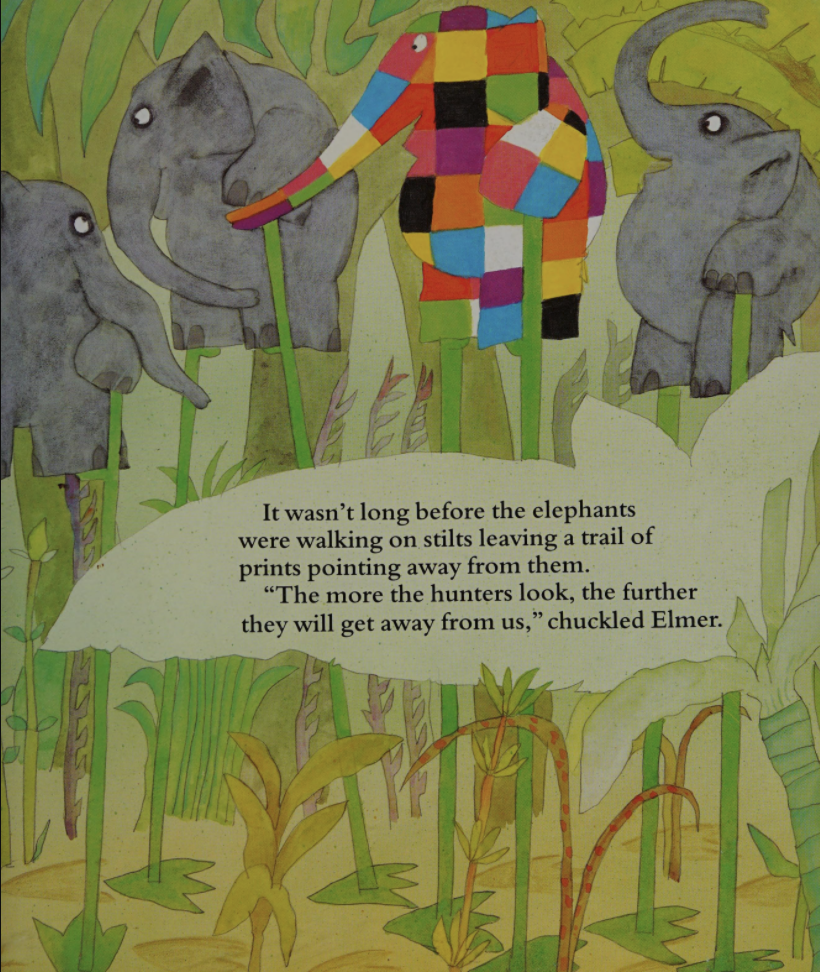 It wasn’t long before the elephants
were walking on stilts leaving a trail of
prints pointing away from them.
“The more the hunters look, the further
they will get away from us,” chuckled Elmer.